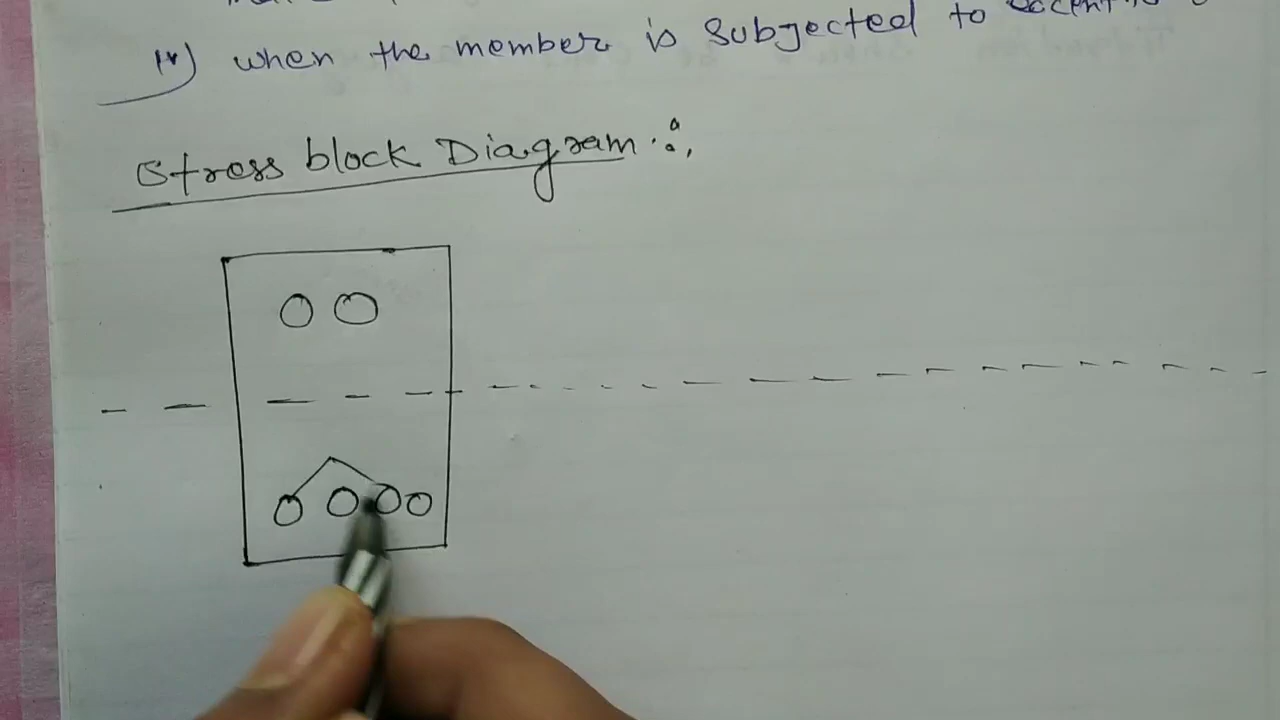 iv) when the member is subjected to
Stress block Diagram :